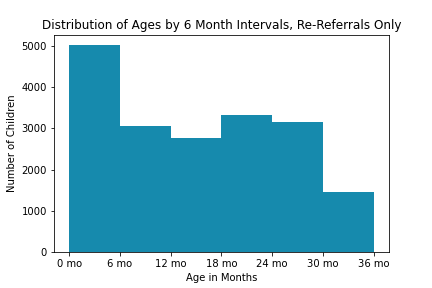 Distribution of Ages by 6 Month Intervals, Re-Referrals Only
5000
4000
3000
2000
1000
0
Number of Children
0 mo 6 mo 12 mo 18 mo 24 mo 30 mo 36 mo
Age in Months